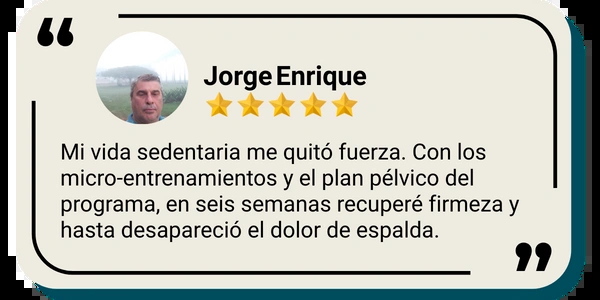 Jorge Enrique
Mi vida sedentaria me quitó fuerza. Con los
micro-entrenamientos y el plan pélvico del
programa, en seis semanas recuperé firmeza y
hasta desapareció el dolor de espalda.